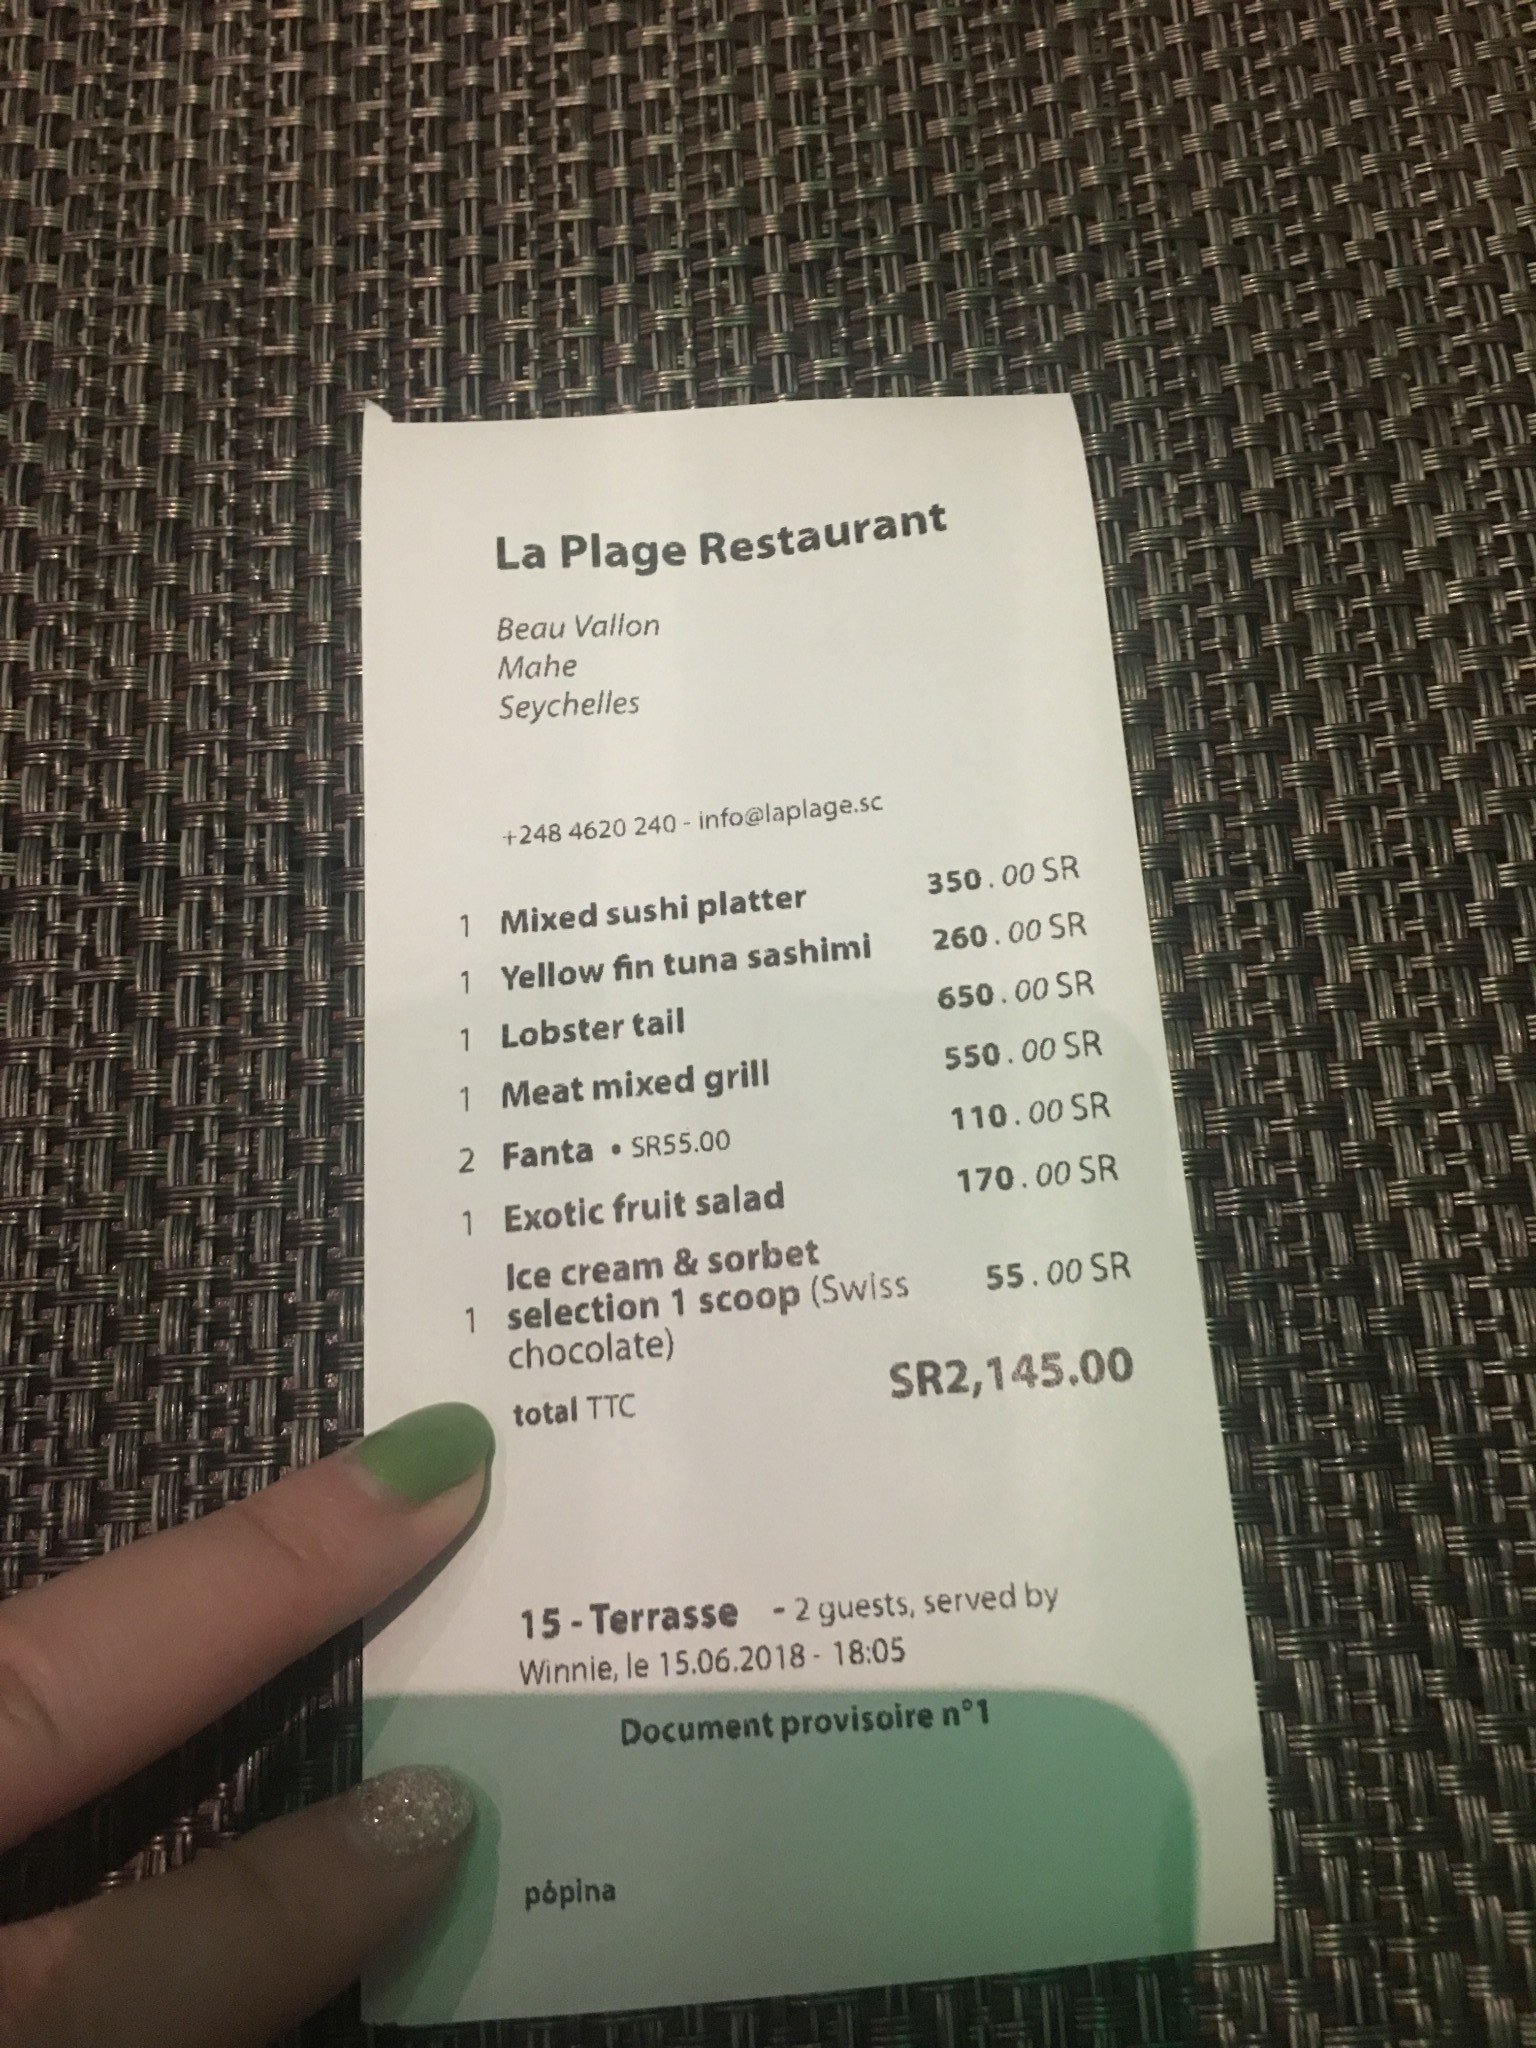 La Plage Restaurant
Beau Vallon
Mahe
Seychelles
+248 4620 240 - info@laplage.sc
1 Mixed sushi platter 350.00 SR
1 Yellow fin tuna sashimi 260.00 SR
1 Lobster tail 650.00 SR
1 Meat mixed grill 550.00 SR
2 Fanta • SR55.00 110.00 SR
1 Exotic fruit salad 170.00 SR
Ice cream & sorbet
1 selection 1 scoop (Swiss 55.00 SR
chocolate)
total TTC SR2,145.00
15 - Terrasse - 2 guests, served by
Winnie, le 15.06.2018 - 18:05
Document provisoire n°1
pópina